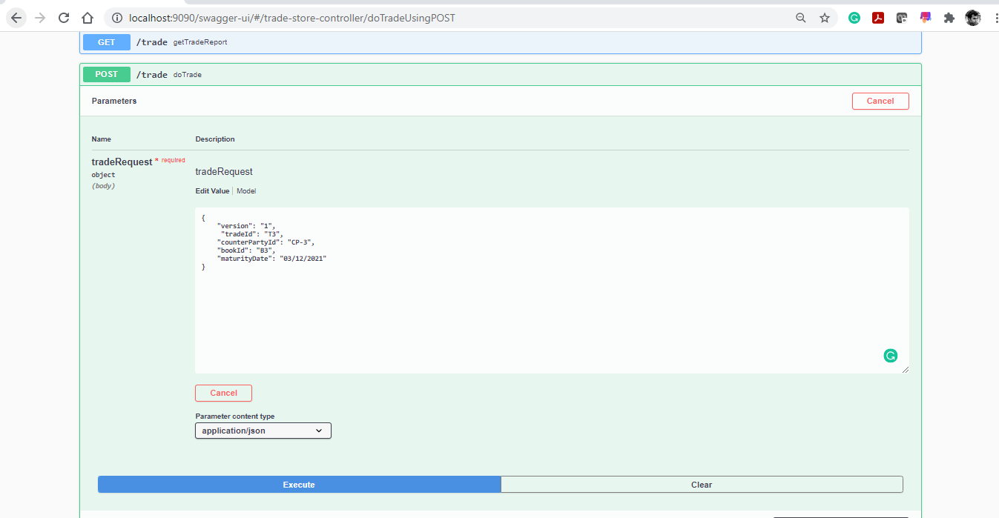 localhost:9090/swagger-ui/#/trade-store-controller/doTradeUsingPOST
GET /trade getTradeReport
POST /trade doTrade
Parameters Cancel
Name Description
tradeRequest * required
object
(body)
tradeRequest
Edit Value | Model
{
"version": "1",
"tradeId": "T3",
"counterPartyId": "CP-3",
"bookId": "B3",
"maturityDate": "03/12/2021"
}
Cancel
Parameter content type
application/json
Execute Clear